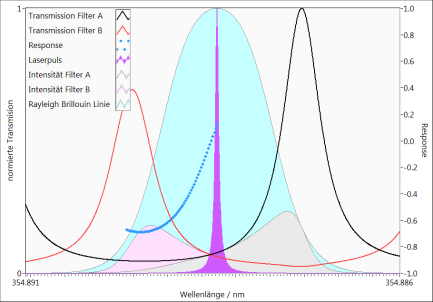 Transmission Filter A
Transmission Filter B
Response
Laserpuls
Intensität Filter A
Intensität Filter B
Rayleigh Brillouin Linie
normierte Transmision
1
0
354.891
354.886
Wellenlänge / nm
1.0
0.8
0.6
0.4
0.2
-0.0
-0.2
-0.4
-0.6
-0.8
-1.0
Response